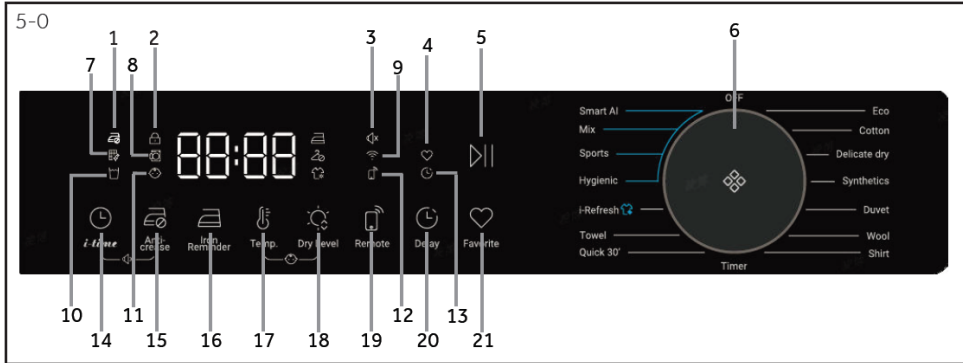 5-0
1 2 3 4 5 6
7 8 9
88:88
OFF
Smart AI
Mix
Sports
Hygienic
i-Refresh
Towel
Quick 30'
Timer
Eco
Cotton
Delicate dry
Synthetics
Duvet
Wool
Shirt
i-time
Anti-
crease
Iron
Reminder
Temp.
Dry Level
Remote
Delay
Favorite
10 11 12 13
14 15 16 17 18 19 20 21